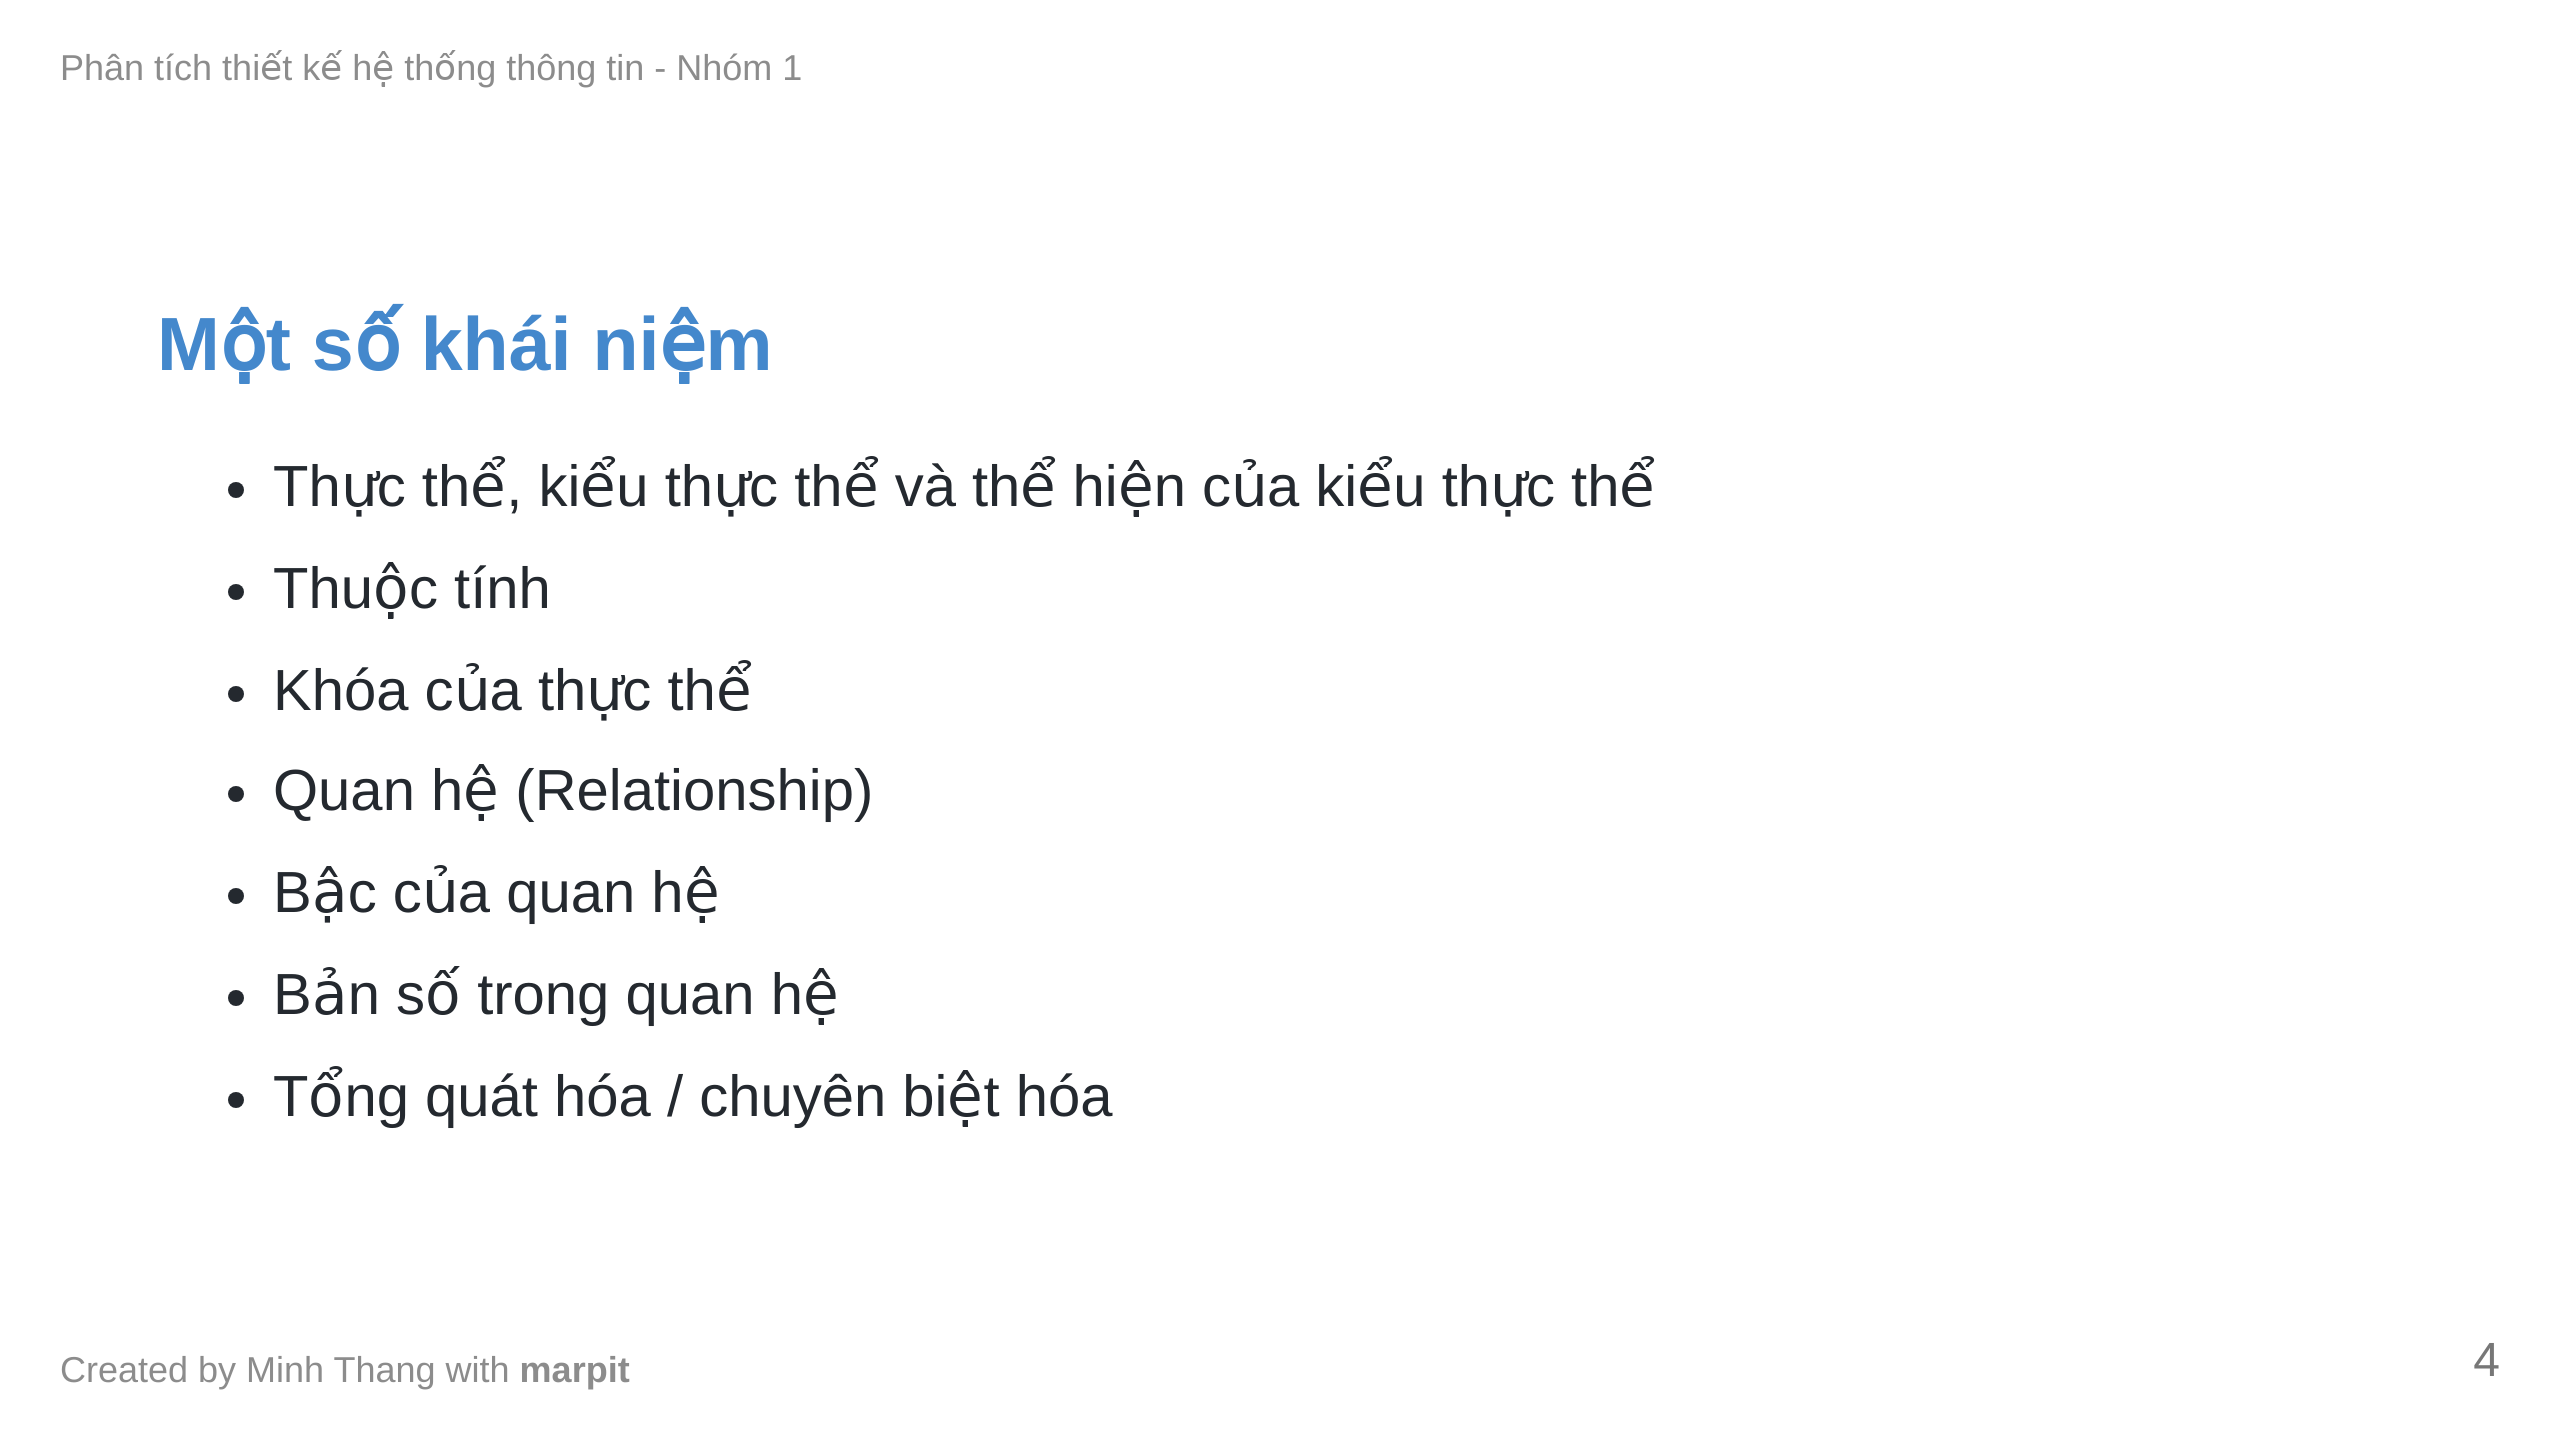 Phân tích thiết kế hệ thống thông tin - Nhóm 1
Một số khái niệm
• Thực thể, kiểu thực thể và thể hiện của kiểu thực thể
• Thuộc tính
• Khóa của thực thể
• Quan hệ (Relationship)
• Bậc của quan hệ
• Bản số trong quan hệ
• Tổng quát hóa / chuyên biệt hóa
Created by Minh Thang with marpit
4